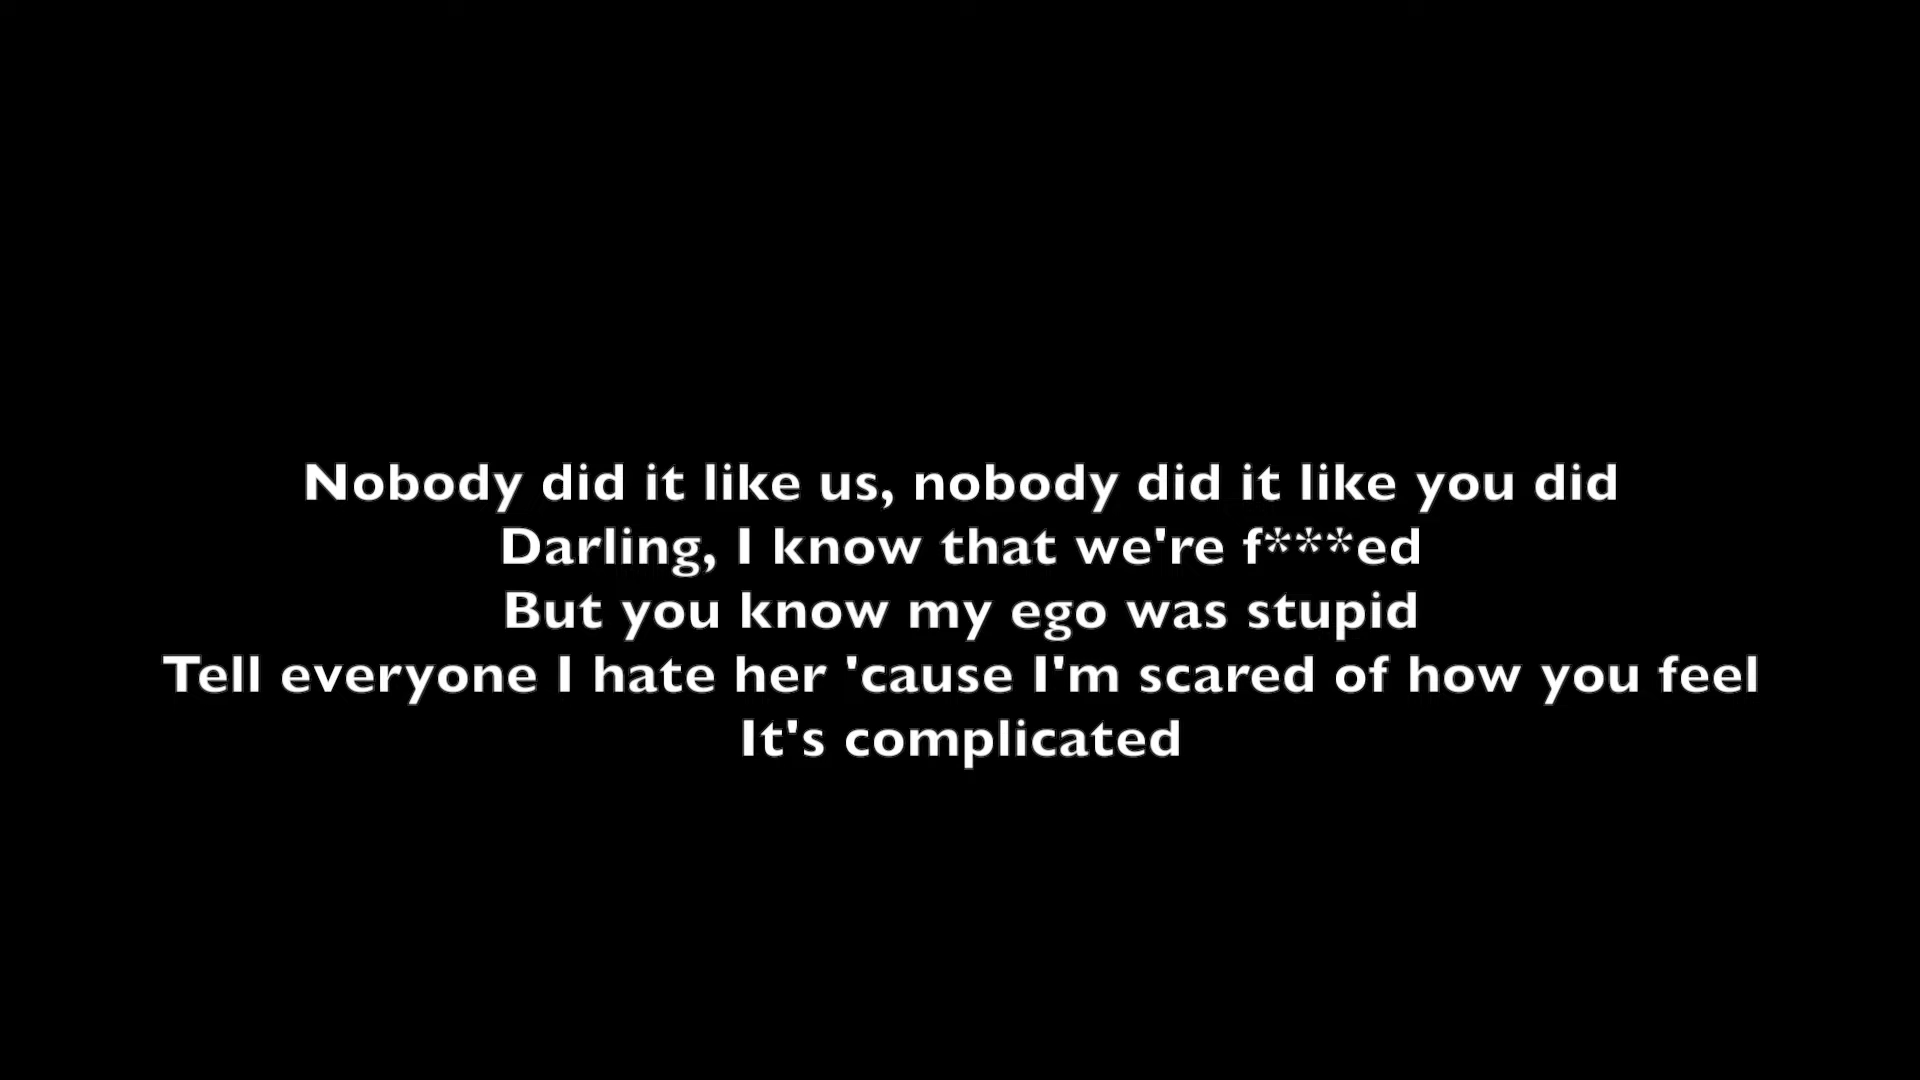 Nobody did it like us, nobody did it like you did
Darling, I know that we're f***ed
But you know my ego was stupid
Tell everyone I hate her 'cause I'm scared of how you feel
It's complicated